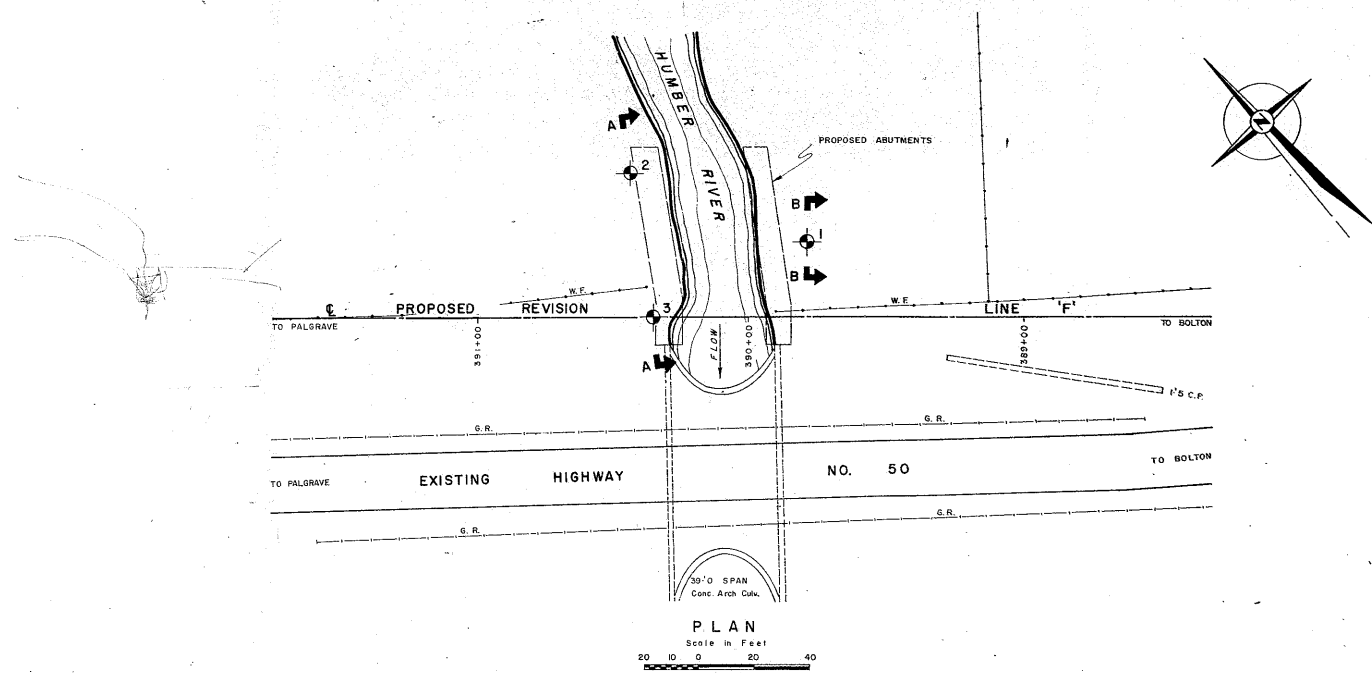 HUMBER RIVER
A
PROPOSED ABUTMENTS
N
2
B
1
B
W.F.
W.F.
℄ PROPOSED REVISION LINE 'F'
3
TO PALGRAVE
TO BOLTON
391+00
FLOW
390+00
389+00
A
1'5 C.P.
G.R.
G.R.
TO PALGRAVE
EXISTING HIGHWAY NO. 50
TO BOLTON
G.R.
G.R.
39'-0 SPAN
Conc. Arch Culv.
PLAN
Scale in Feet
20 10 0 20 40